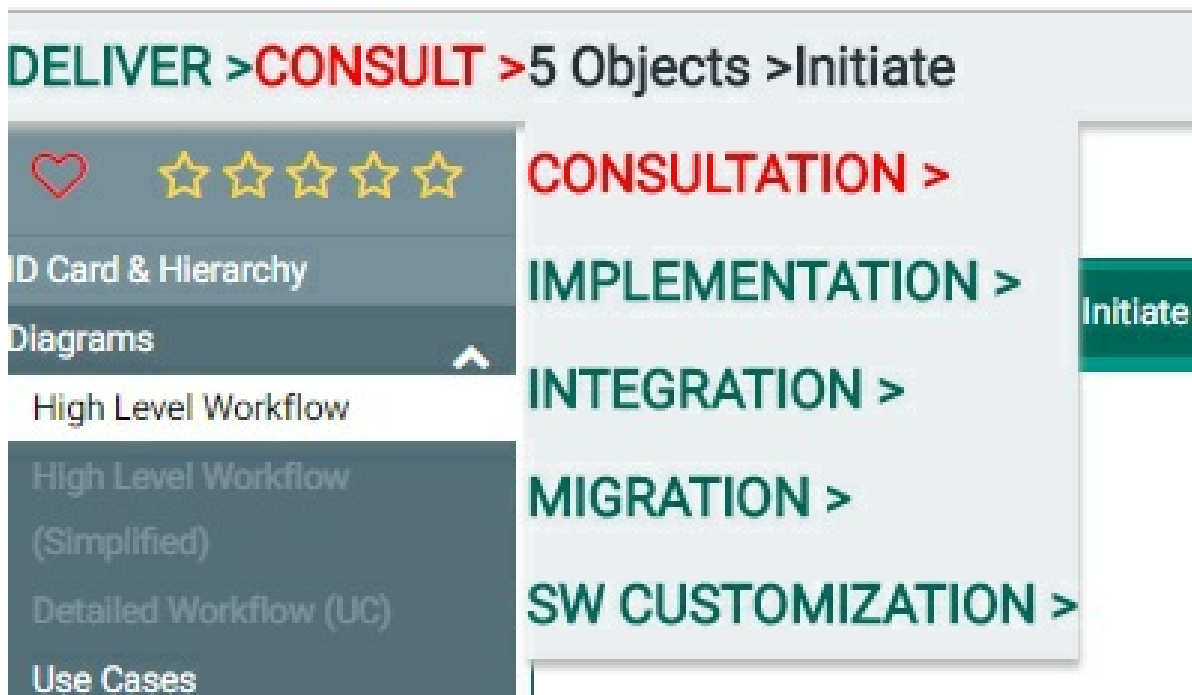 DELIVER >CONSULT >5 Objects >Initiate
ID Card & Hierarchy
Diagrams
High Level Workflow
High Level Workflow
(Simplified)
Detailed Workflow (UC)
Use Cases
CONSULTATION >
IMPLEMENTATION >
INTEGRATION >
MIGRATION >
SW CUSTOMIZATION >
Initiate